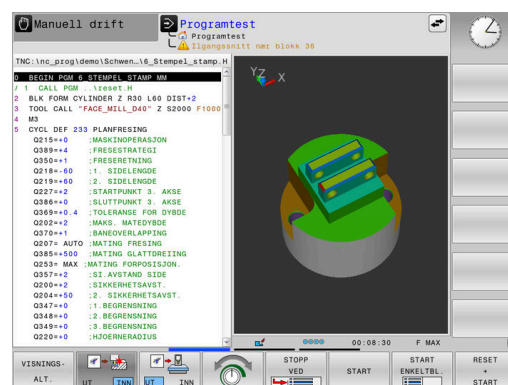 Manuell drift
Programtest
Programtest
Ilgangssnitt nær blokk 36
TNC:\nc_prog\demo\Schwen...\6_Stempel_stamp.H
0 BEGIN PGM 6_STEMPEL_STAMP MM
/ 1 CALL PGM ..\reset.H
2 BLK FORM CYLINDER Z R30 L60 DIST+2
3 TOOL CALL "FACE_MILL_D40" Z S2000 F1000
4 M3
5 CYCL DEF 233 PLANFRESING
Q215=+0 ;MASKINOPERASJON
Q389=+4 ;FRESESTRATEGI
Q350=+1 ;FRESERETNING
Q218=-60 ;1. SIDELENGDE
Q219=+60 ;2. SIDELENGDE
Q227=+2 ;STARTPUNKT 3. AKSE
Q386=+0 ;SLUTTPUNKT 3. AKSE
Q369=+0.4 ;TOLERANSE FOR DYBDE
Q202=+2 ;MAKS. MATEDYBDE
Q370=+1 ;BANEOVERLAPPING
Q207= AUTO ;MATING FRESING
Q385=+500 ;MATING GLATTDREIING
Q253= MAX ;MATING FORPOSISJON.
Q357=+2 ;SI.AVSTAND SIDE
Q200=+2 ;SIKKERHETSAVST.
Q204=+50 ;2. SIKKERHETSAVST.
Q347=+0 ;1.BEGRENSNING
Q348=+0 ;2.BEGRENSNING
Q349=+0 ;3.BEGRENSNING
Q220=+0 ;HJOERNERADIUS
YZ X
00:08:30 F MAX
VISNINGS-
ALT.
UT INN
UT INN
STOPP
VED
START
START
ENKELTBL.
RESET
+
START